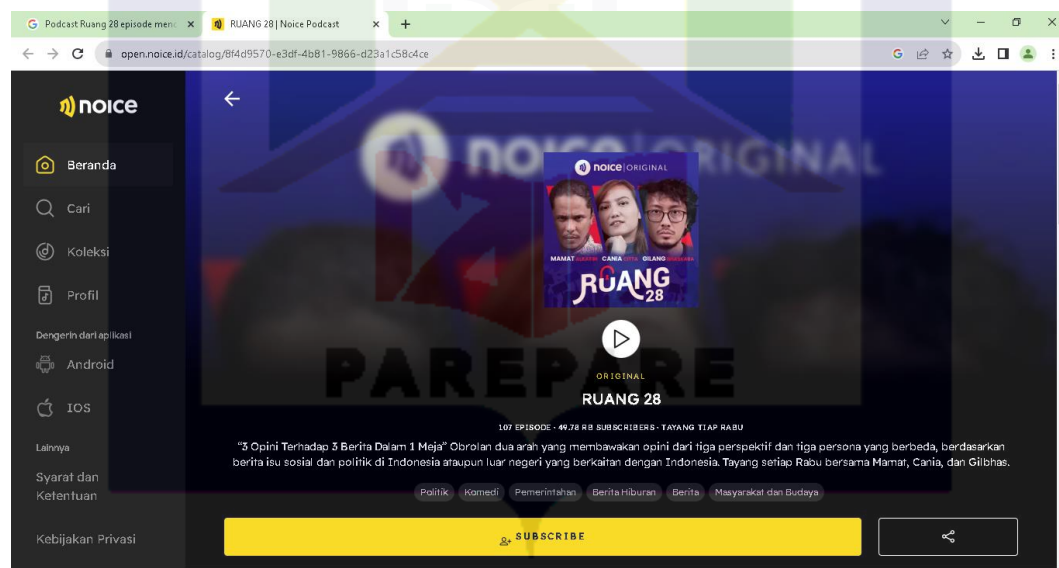 Podcast Ruang 28 episode men
RUANG 28 | Noice Podcast
open.noice.id/catalog/8f4d9570-e3df-4b81-9866-d23a1c58c4ce
noice
Beranda
Cari
Koleksi
Profil
Dengerin dari aplikasi
Android
IOS
Lainnya
Syarat dan
Ketentuan
Kebijakan Privasi
noice ORIGINAL
noice ORIGINAL
MAMAT CANIA CITTA GILANG
RUANG
28
PAREPARE
ORIGINAL
RUANG 28
107 EPISODE • 49.78 RB SUBSCRIBERS • TAYANG TIAP RABU
"3 Opini Terhadap 3 Berita Dalam 1 Meja" Obrolan dua arah yang membawakan opini dari tiga perspektif dan tiga persona yang berbeda, berdasarkan
berita isu sosial dan politik di Indonesia ataupun luar negeri yang berkaitan dengan Indonesia. Tayang setiap Rabu bersama Mamat, Cania, dan Gilbhas.
Politik Komedi Pemerintahan Berita Hiburan Berita Masyarakat dan Budaya
SUBSCRIBE